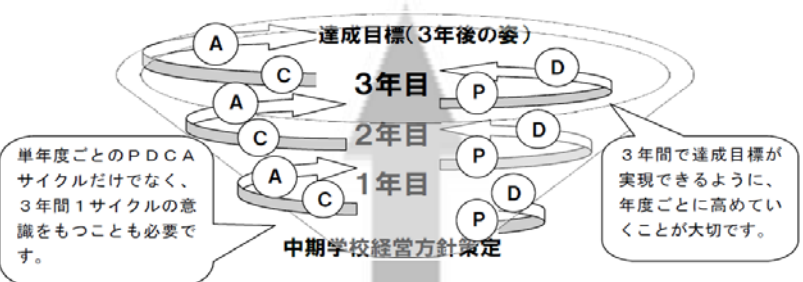 達成目標（３年後の姿）
A
C
D
P
３年目
A
C
D
P
２年目
A
C
D
P
１年目
中期学校経営方針策定
単年度ごとのＰＤＣＡ
サイクルだけでなく、
３年間１サイクルの意
識をもつことも必要で
す。
３年間で達成目標が
実現できるように、
年度ごとに高めてい
くことが大切です。